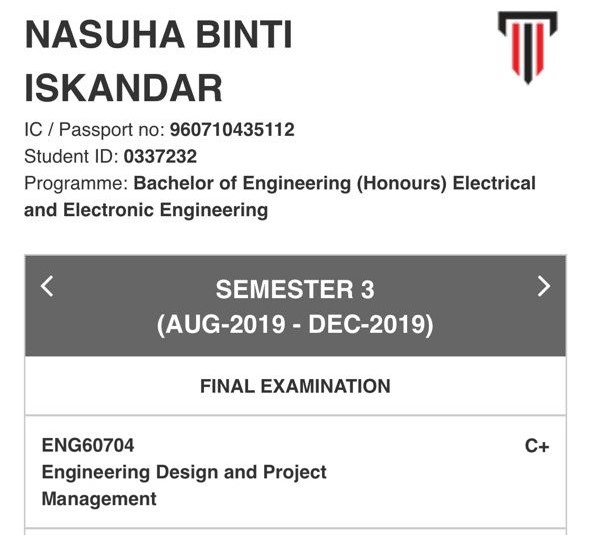 NASUHA BINTI
ISKANDAR
IC / Passport no: 960710435112
Student ID: 0337232
Programme: Bachelor of Engineering (Honours) Electrical
and Electronic Engineering
SEMESTER 3
(AUG-2019 - DEC-2019)
FINAL EXAMINATION
ENG60704 C+
Engineering Design and Project
Management